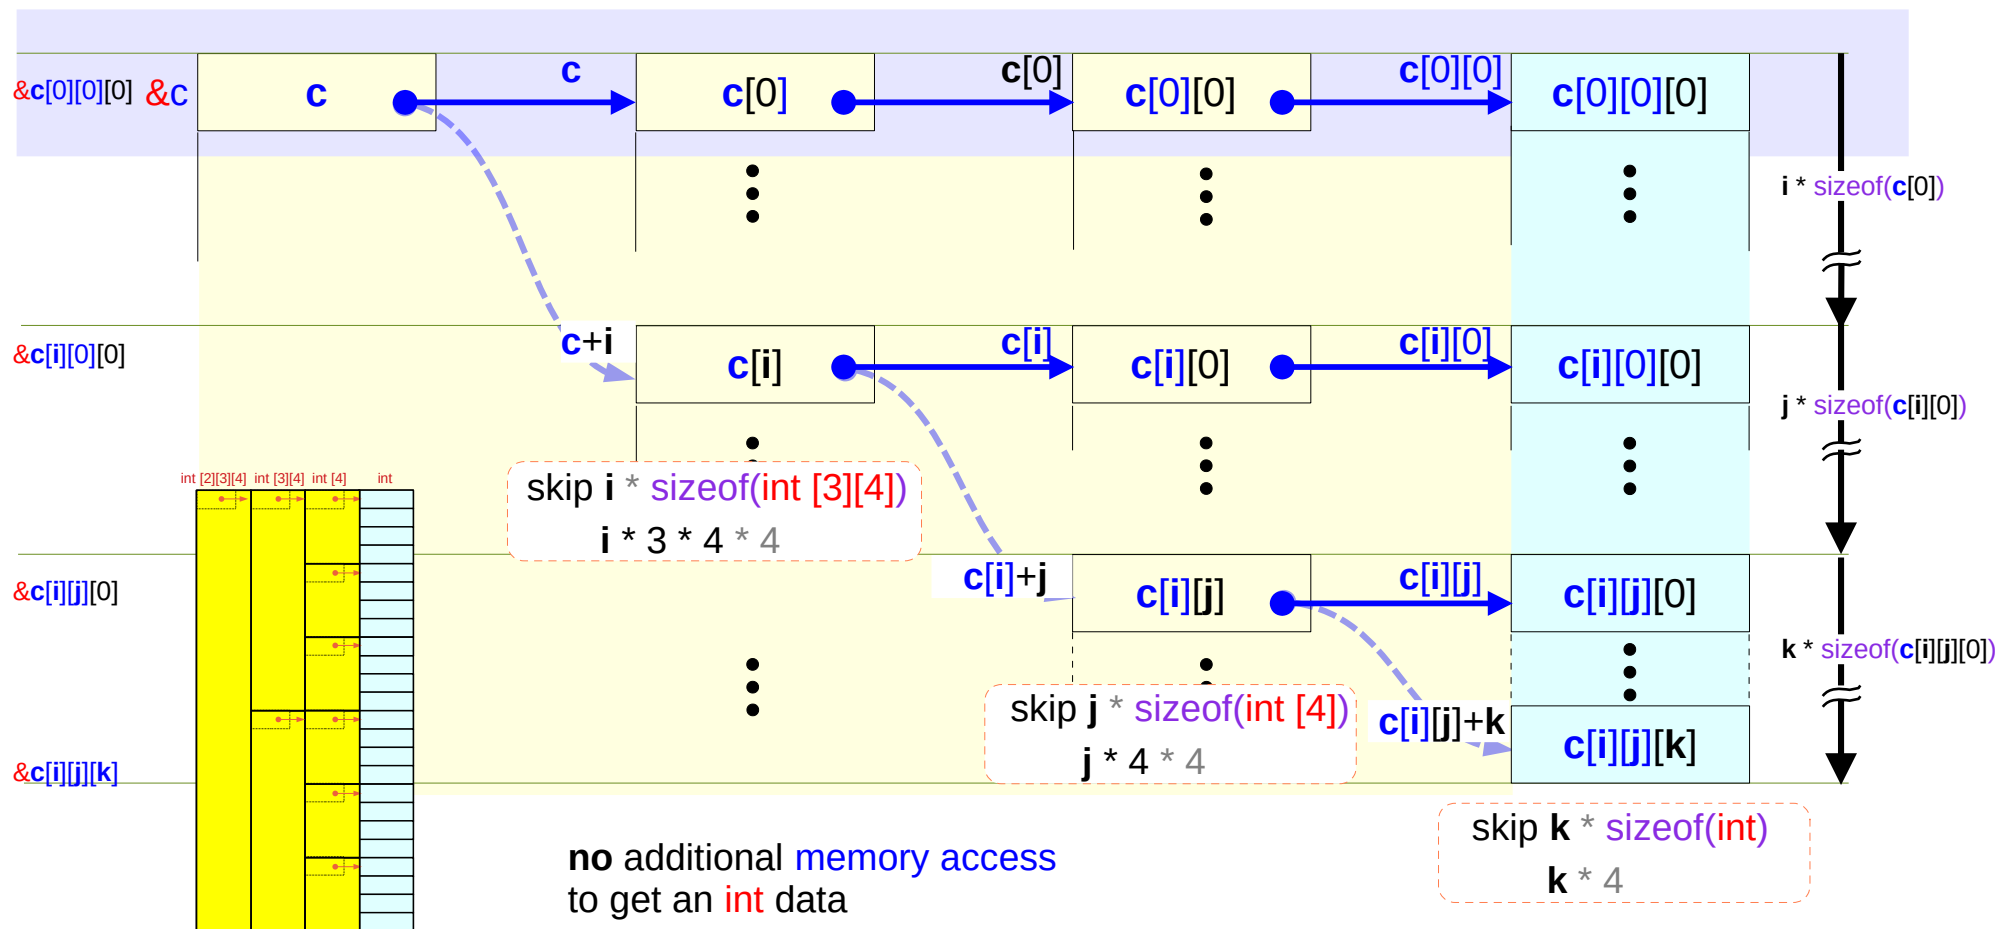 &c[0][0][0] &c c c c[0] c[0] c[0][0] c[0][0] c[0][0][0]
i * sizeof(c[0])
&c[i][0][0] c+i c[i] c[i] c[i][0] c[i][0] c[i][0][0]
j * sizeof(c[i][0])
int [2][3][4] int [3][4] int [4] int
skip i * sizeof(int [3][4])
i * 3 * 4 * 4
&c[i][j][0] c[i]+j c[i][j] c[i][j] c[i][j][0]
k * sizeof(c[i][j][0])
skip j * sizeof(int [4])
j * 4 * 4
&c[i][j][k] c[i][j]+k c[i][j][k]
skip k * sizeof(int)
k * 4
no additional memory access
to get an int data